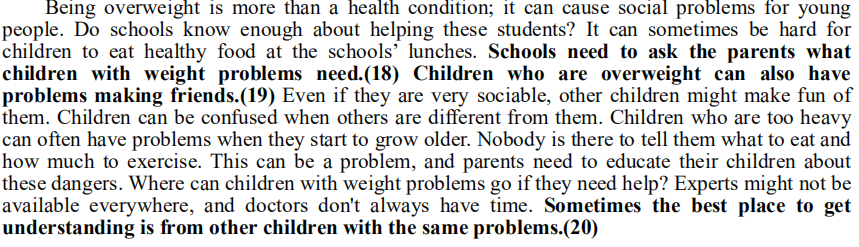 Being overweight is more than a health condition; it can cause social problems for young
people. Do schools know enough about helping these students? It can sometimes be hard for
children to eat healthy food at the schools’ lunches. Schools need to ask the parents what
children with weight problems need.(18) Children who are overweight can also have
problems making friends.(19) Even if they are very sociable, other children might make fun of
them. Children can be confused when others are different from them. Children who are too heavy
can often have problems when they start to grow older. Nobody is there to tell them what to eat and
how much to exercise. This can be a problem, and parents need to educate their children about
these dangers. Where can children with weight problems go if they need help? Experts might not be
available everywhere, and doctors don't always have time. Sometimes the best place to get
understanding is from other children with the same problems.(20)